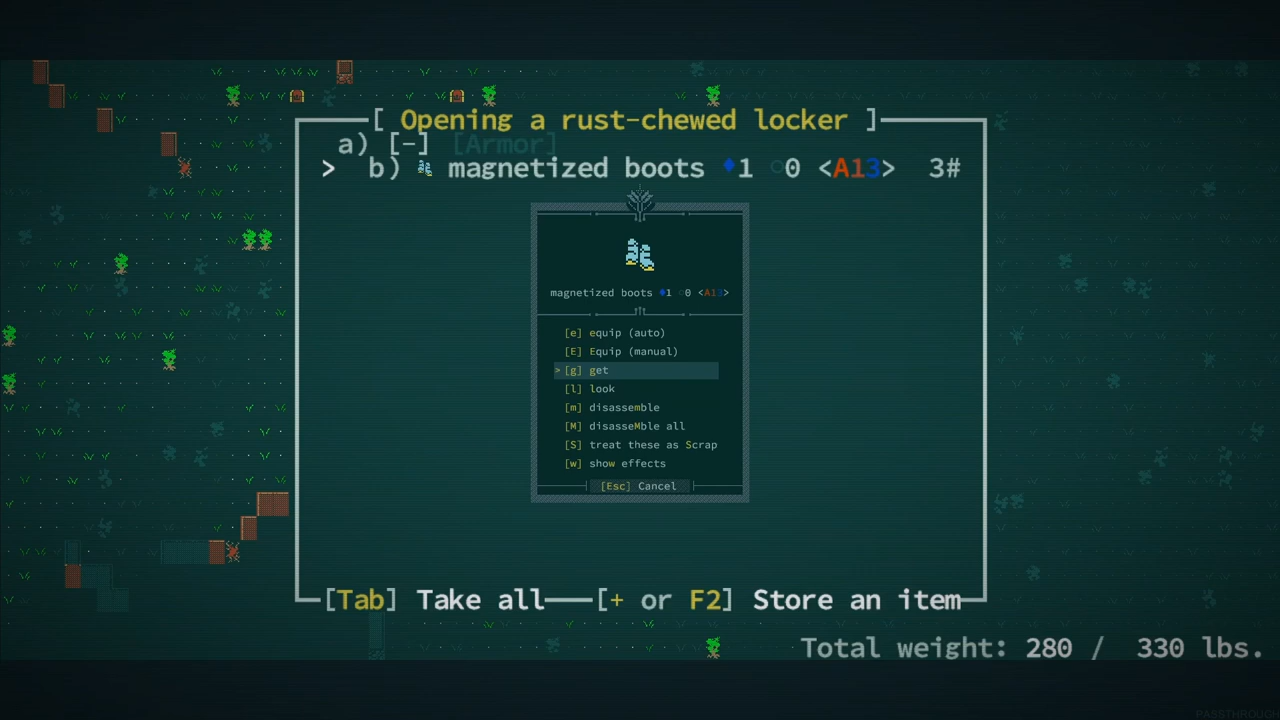 [ Opening a rust-chewed locker ]
a) [-] [Armor]
> b) magnetized boots ♦1 ○0 <A13> 3#
magnetized boots ♦1 ○0 <A13>
[e] equip (auto)
[E] Equip (manual)
> [g] get
[l] look
[m] disassemble
[M] disasseMble all
[S] treat these as Scrap
[w] show effects
[Esc] Cancel
[Tab] Take all [+ or F2] Store an item
Total weight: 280 / 330 lbs.